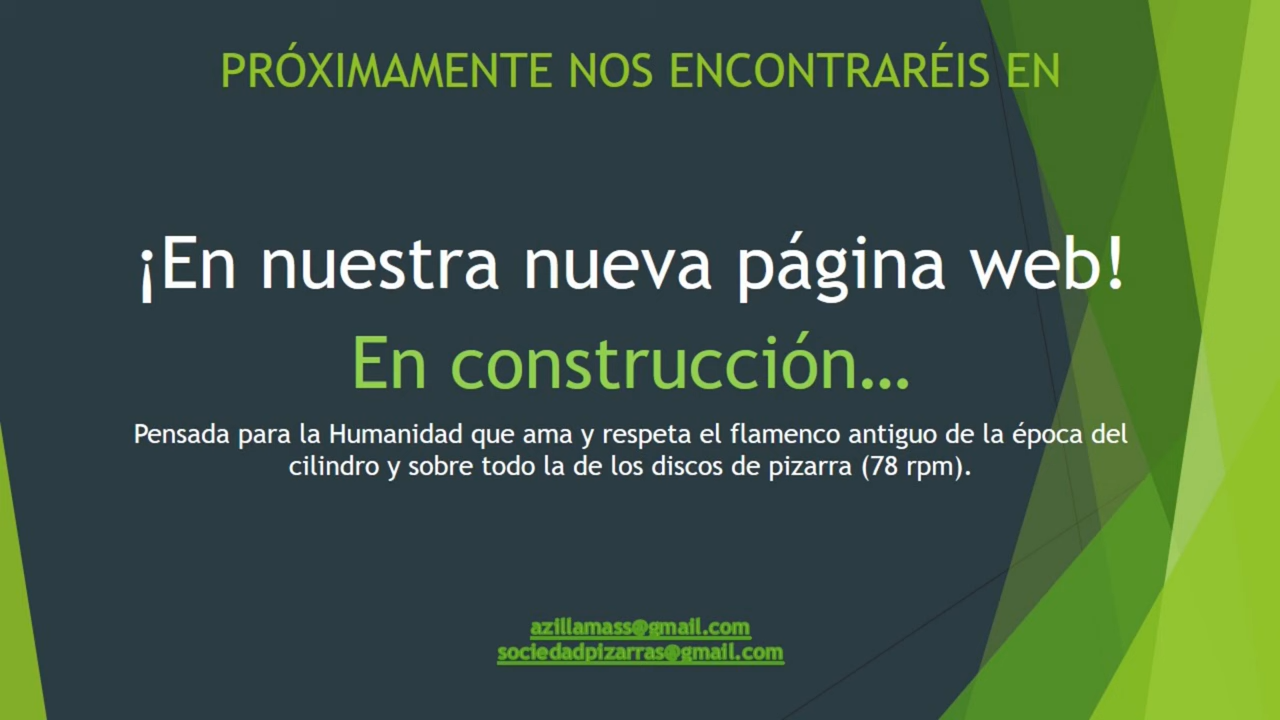 PRÓXIMAMENTE NOS ENCONTRARÉIS EN
¡En nuestra nueva página web!
En construcción…
Pensada para la Humanidad que ama y respeta el flamenco antiguo de la época del
cilindro y sobre todo la de los discos de pizarra (78 rpm).
azillamass@gmail.com
sociedadpizarras@gmail.com